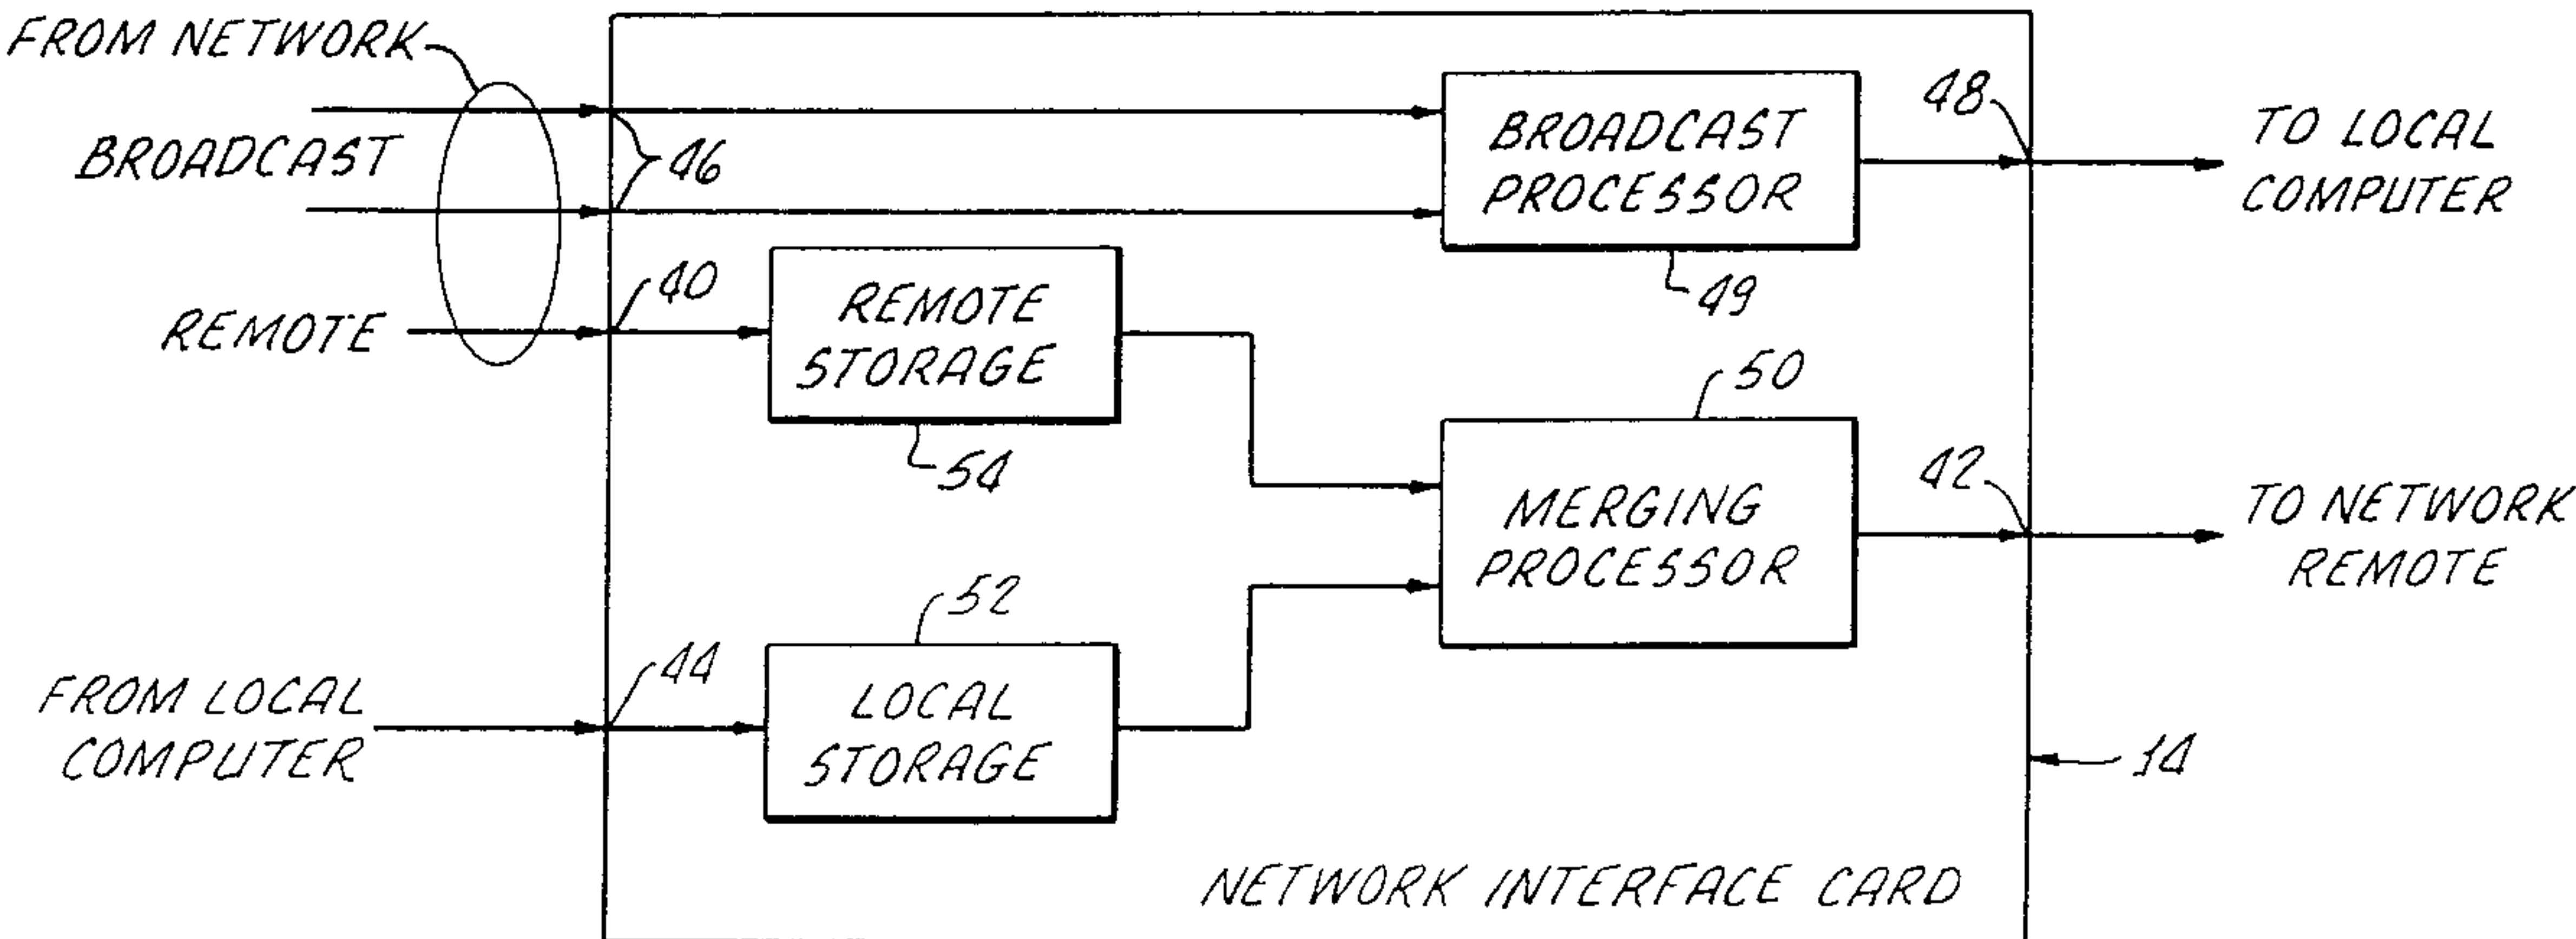 FROM NETWORK
BROADCAST
46
BROADCAST
PROCESSOR
49
48
TO LOCAL
COMPUTER
REMOTE
40
REMOTE
STORAGE
54
50
MERGING
PROCESSOR
42
TO NETWORK
REMOTE
FROM LOCAL
COMPUTER
44
52
LOCAL
STORAGE
14
NETWORK INTERFACE CARD